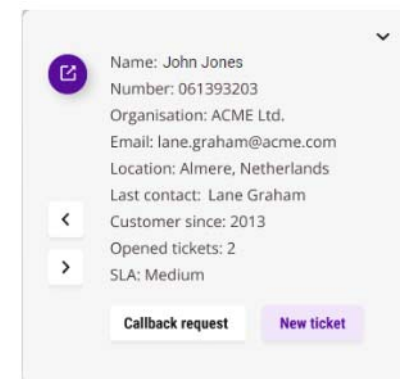 Name: John Jones
Number: 061393203
Organisation: ACME Ltd.
Email: lane.graham@acme.com
Location: Almere, Netherlands
Last contact: Lane Graham
Customer since: 2013
Opened tickets: 2
SLA: Medium
Callback request New ticket